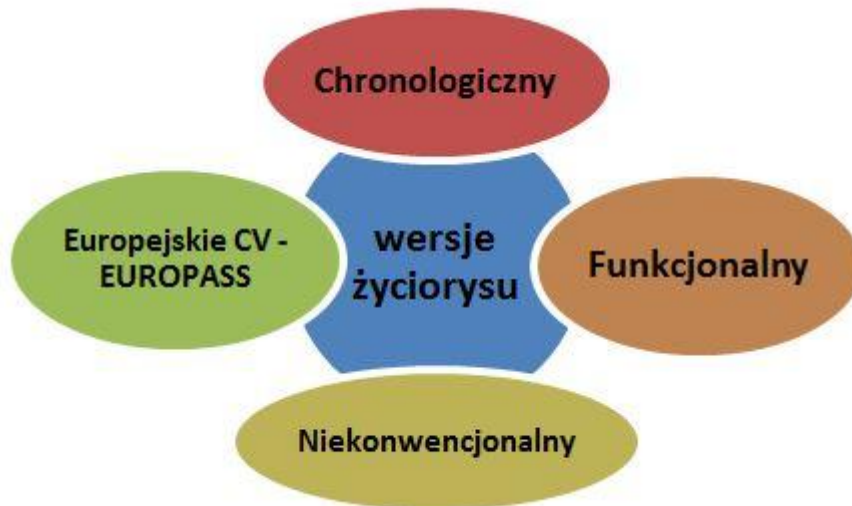 Chronologiczny
Europejskie CV -
EUROPASS
wersje
życiorysu
Funkcjonalny
Niekonwencjonalny